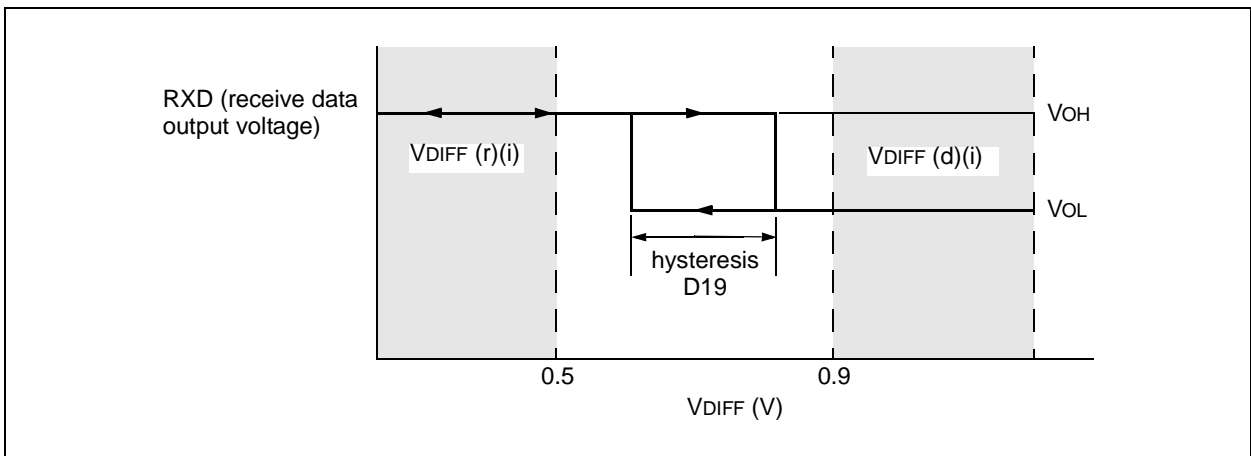 RXD (receive data
output voltage)
VOH
VDIFF (r)(i)
VDIFF (d)(i)
VOL
hysteresis
D19
0.5
0.9
VDIFF (V)